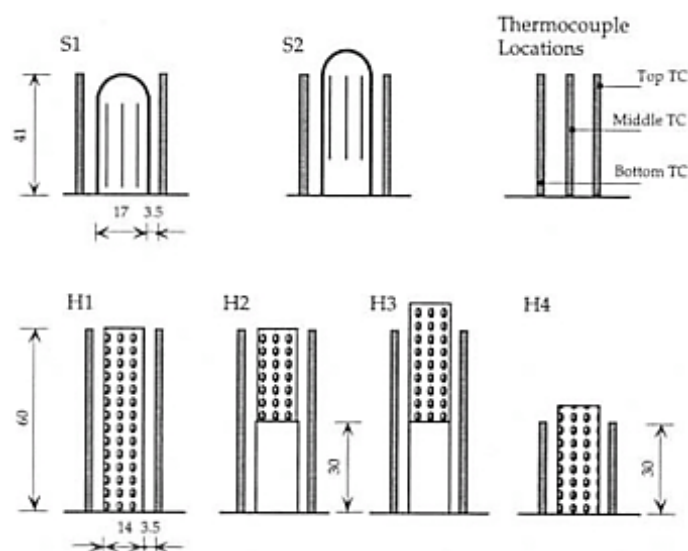 S1
S2
Thermocouple
Locations
Top TC
Middle TC
Bottom TC
41
17
3.5
H1
H2
H3
H4
60
30
30
14
3.5